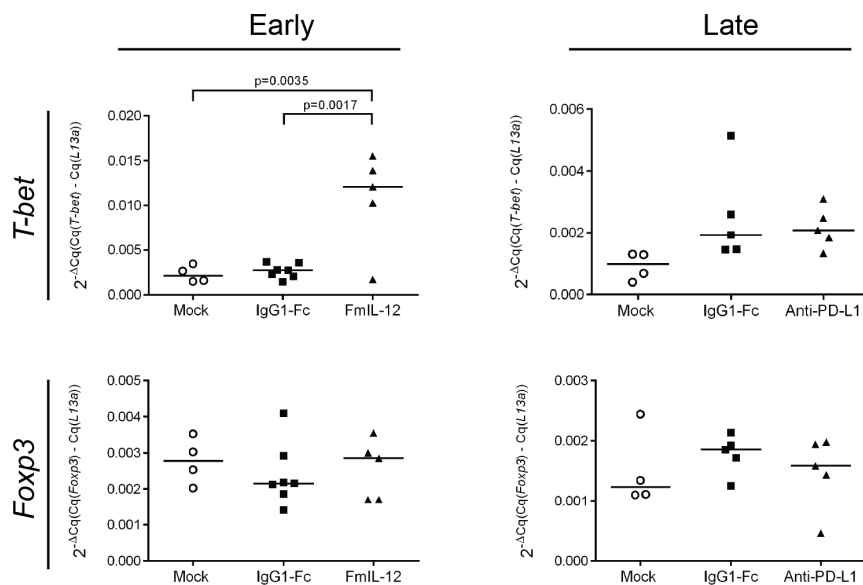 Early
Late
T-bet
2-ΔCq(Cq(T-bet) - Cq(L13a))
0.020
0.015
0.010
0.005
0.000
p=0.0035
p=0.0017
Mock IgG1-Fc FmIL-12
2-ΔCq(Cq(T-bet) - Cq(L13a))
0.006
0.004
0.002
0.000
Mock IgG1-Fc Anti-PD-L1
Foxp3
2-ΔCq(Cq(Foxp3) - Cq(L13a))
0.005
0.004
0.003
0.002
0.001
0.000
Mock IgG1-Fc FmIL-12
2-ΔCq(Cq(Foxp3) - Cq(L13a))
0.003
0.002
0.001
0.000
Mock IgG1-Fc Anti-PD-L1